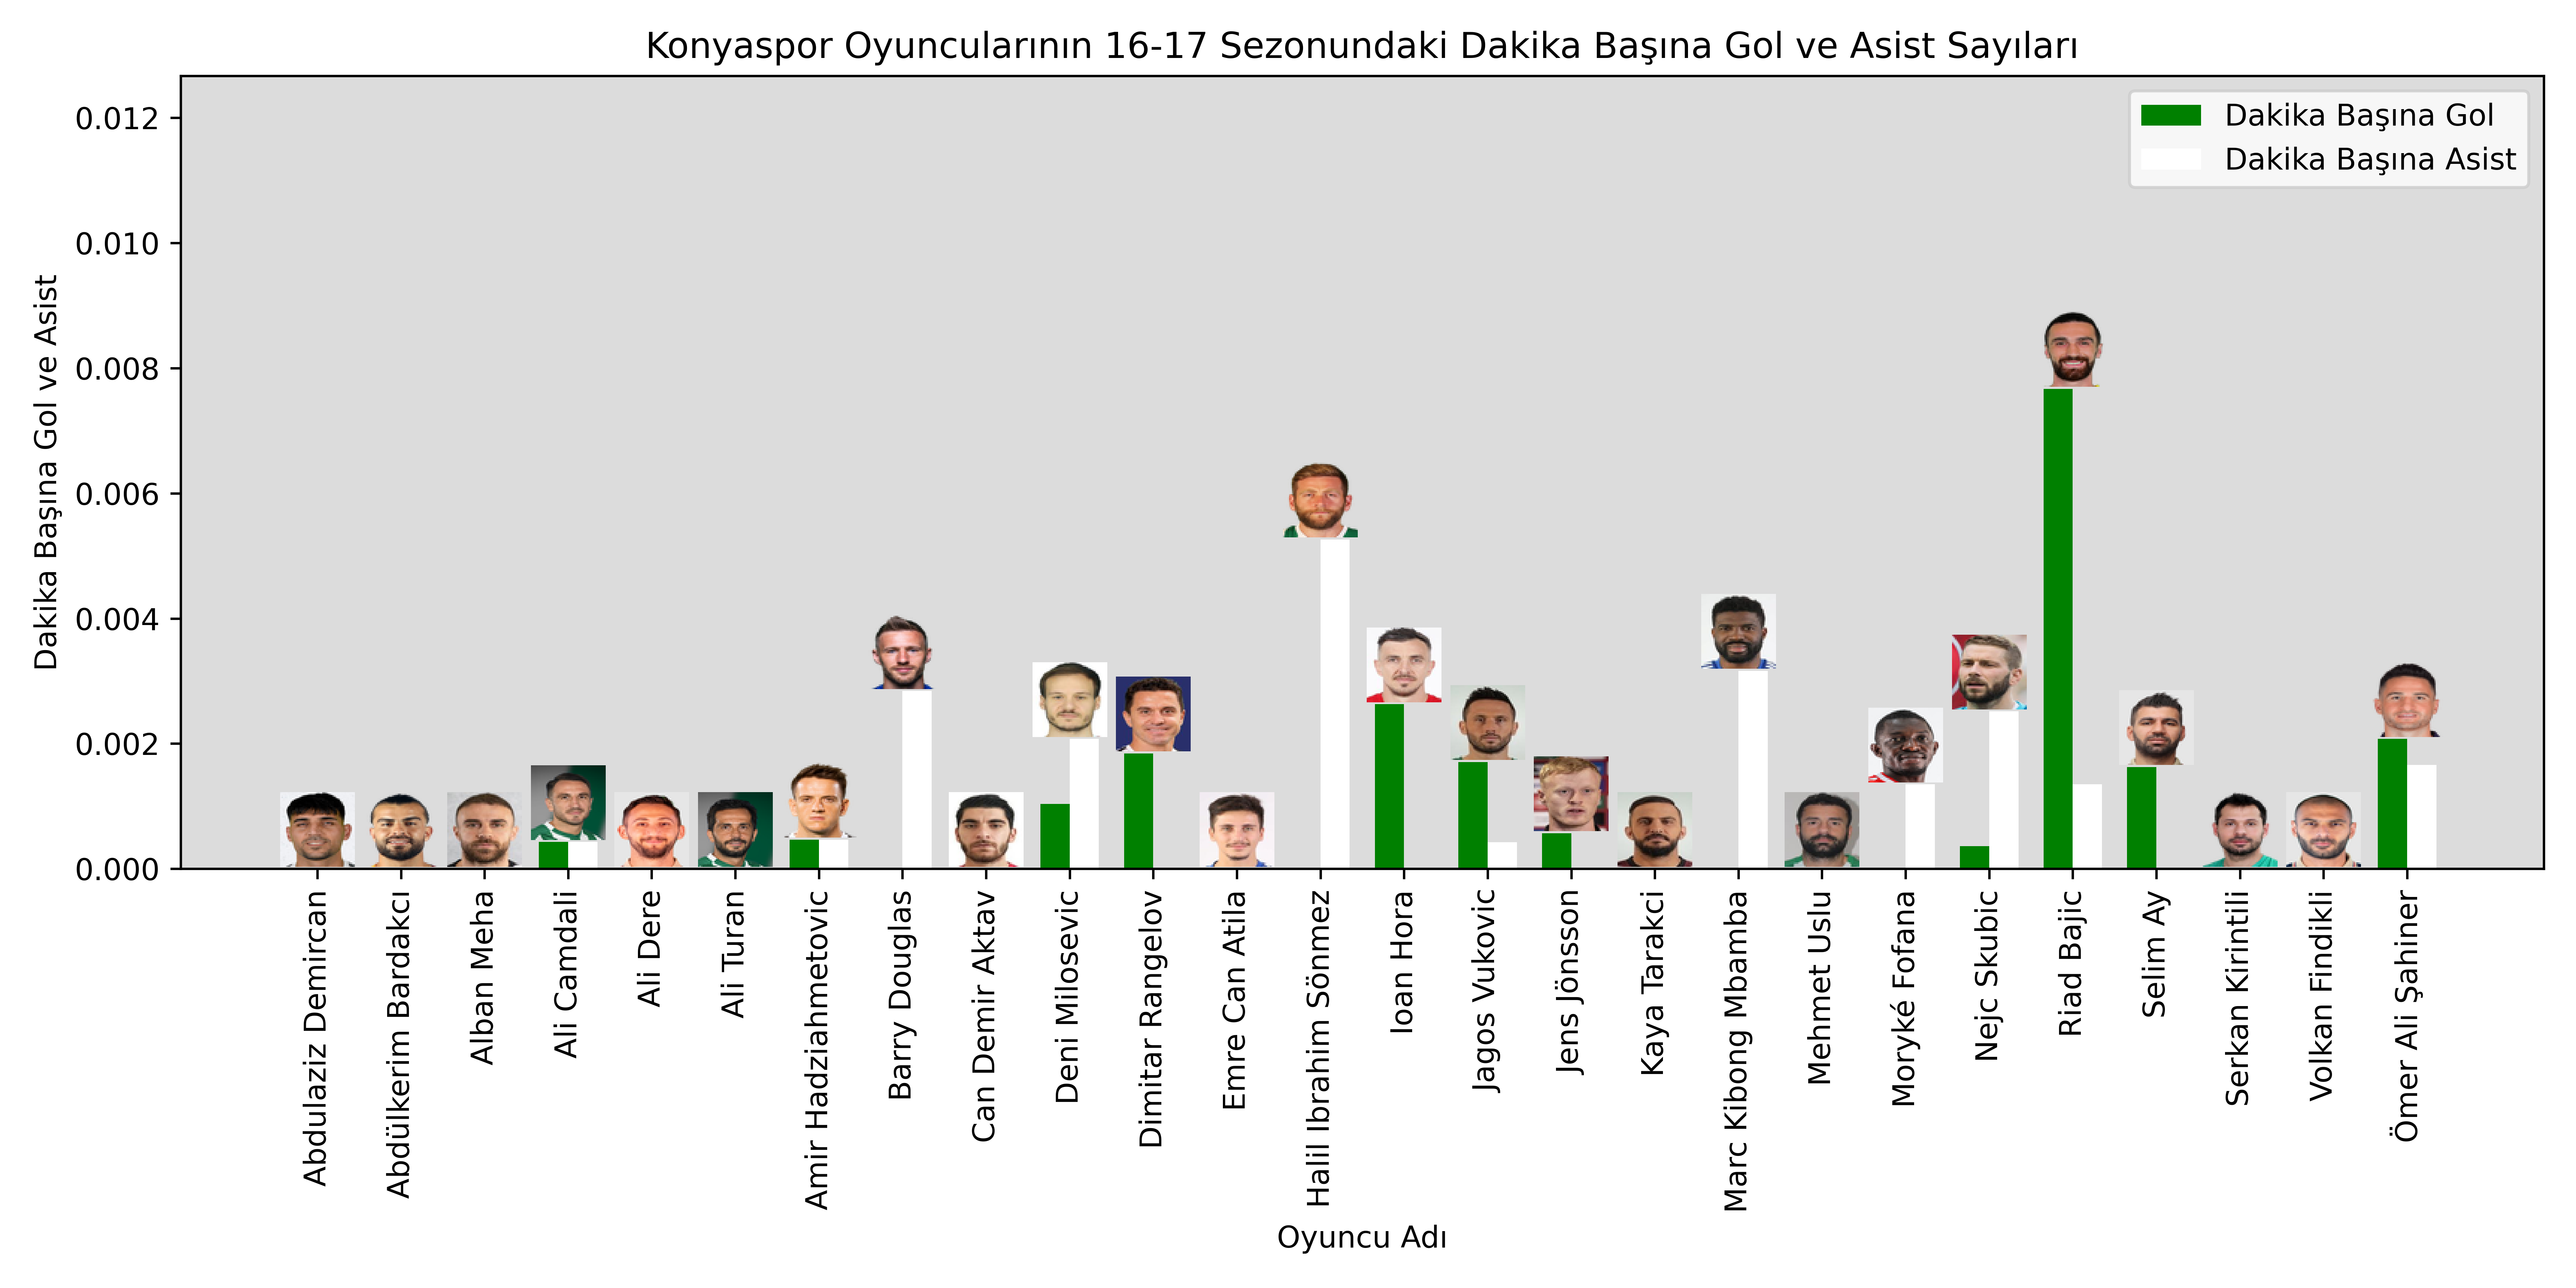 Konyaspor Oyuncularının 16-17 Sezonundaki Dakika Başına Gol ve Asist Sayıları
Dakika Başına Gol
Dakika Başına Asist
Dakika Başına Gol ve Asist
0.012
0.010
0.008
0.006
0.004
0.002
0.000
Abdulaziz Demircan
Abdülkerim Bardakcı
Alban Meha
Ali Camdali
Ali Dere
Ali Turan
Amir Hadziahmetovic
Barry Douglas
Can Demir Aktav
Deni Milosevic
Dimitar Rangelov
Emre Can Atila
Halil Ibrahim Sönmez
Ioan Hora
Jagos Vukovic
Jens Jönsson
Kaya Tarakci
Marc Kibong Mbamba
Mehmet Uslu
Moryké Fofana
Nejc Skubic
Riad Bajic
Selim Ay
Serkan Kirintili
Volkan Findikli
Ömer Ali Şahiner
Oyuncu Adı